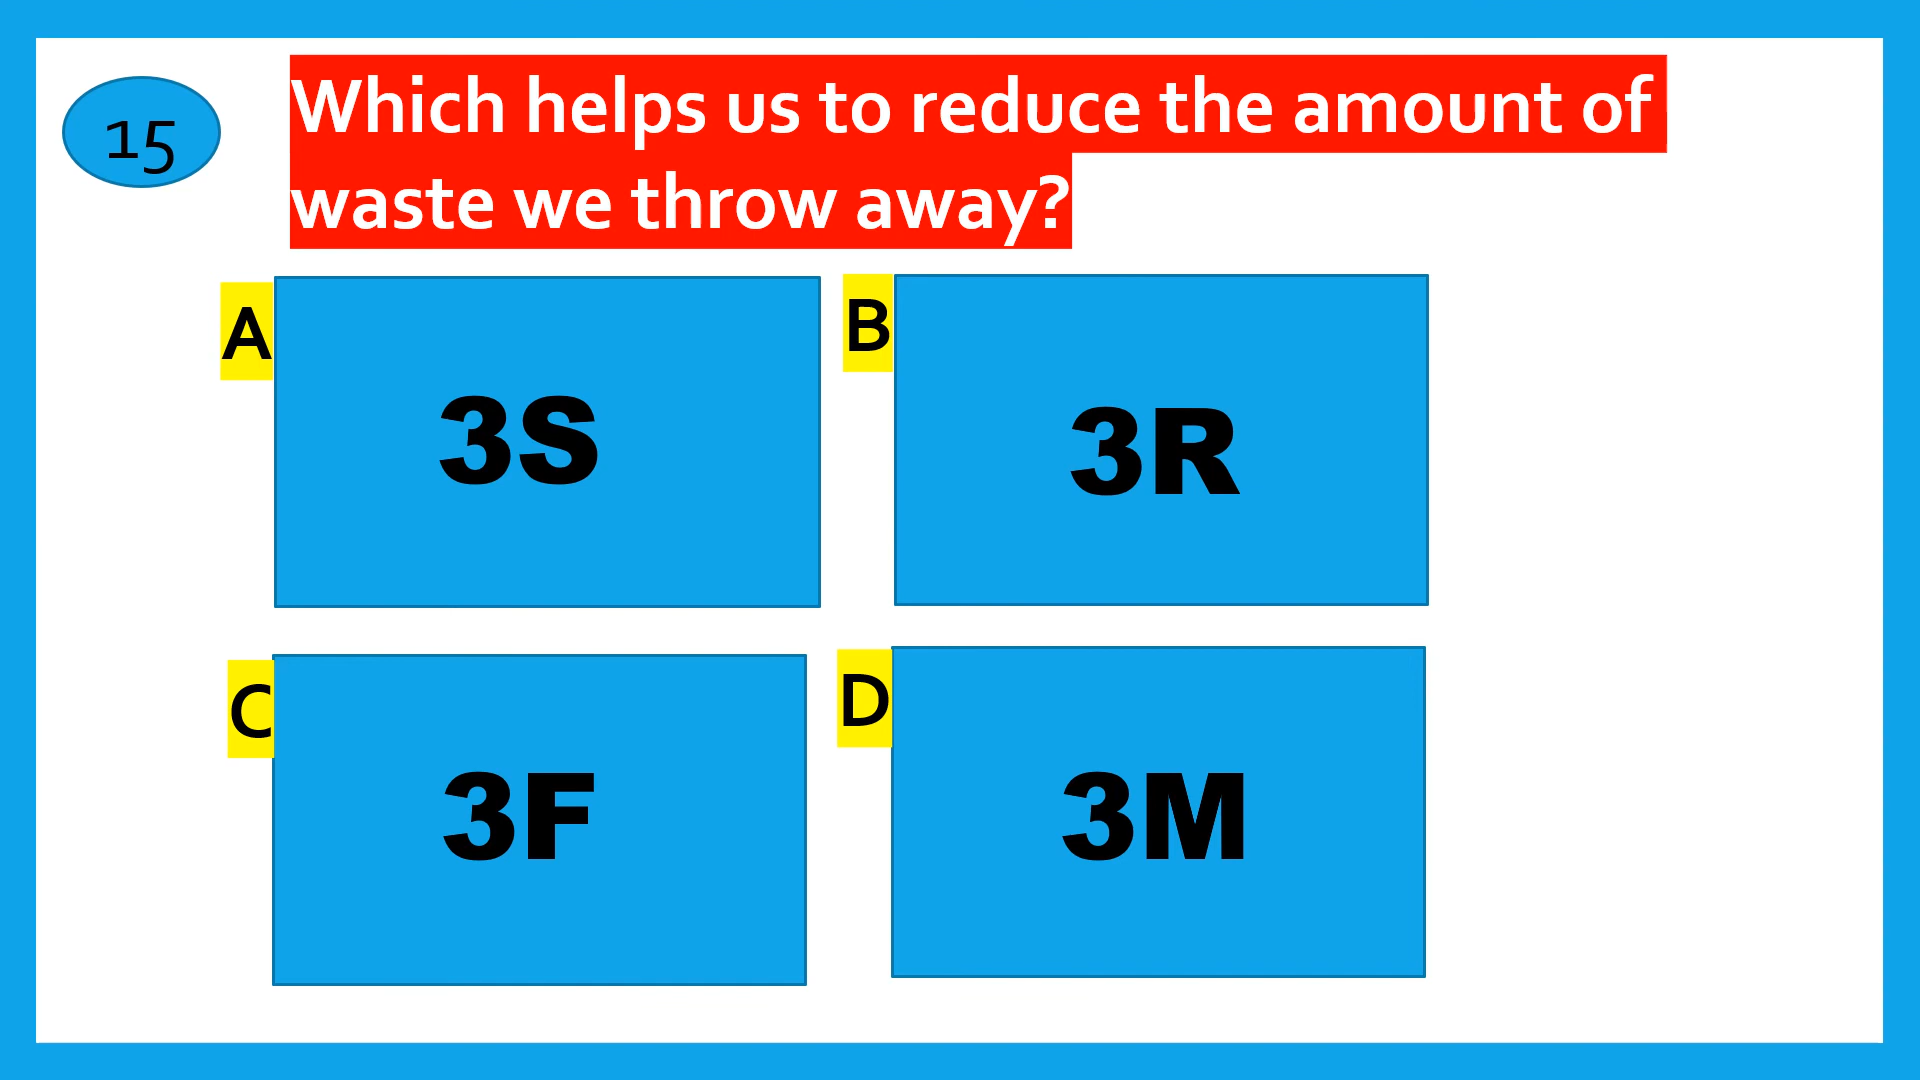 15
Which helps us to reduce the amount of
waste we throw away?
A
3S
B
3R
C
3F
D
3M